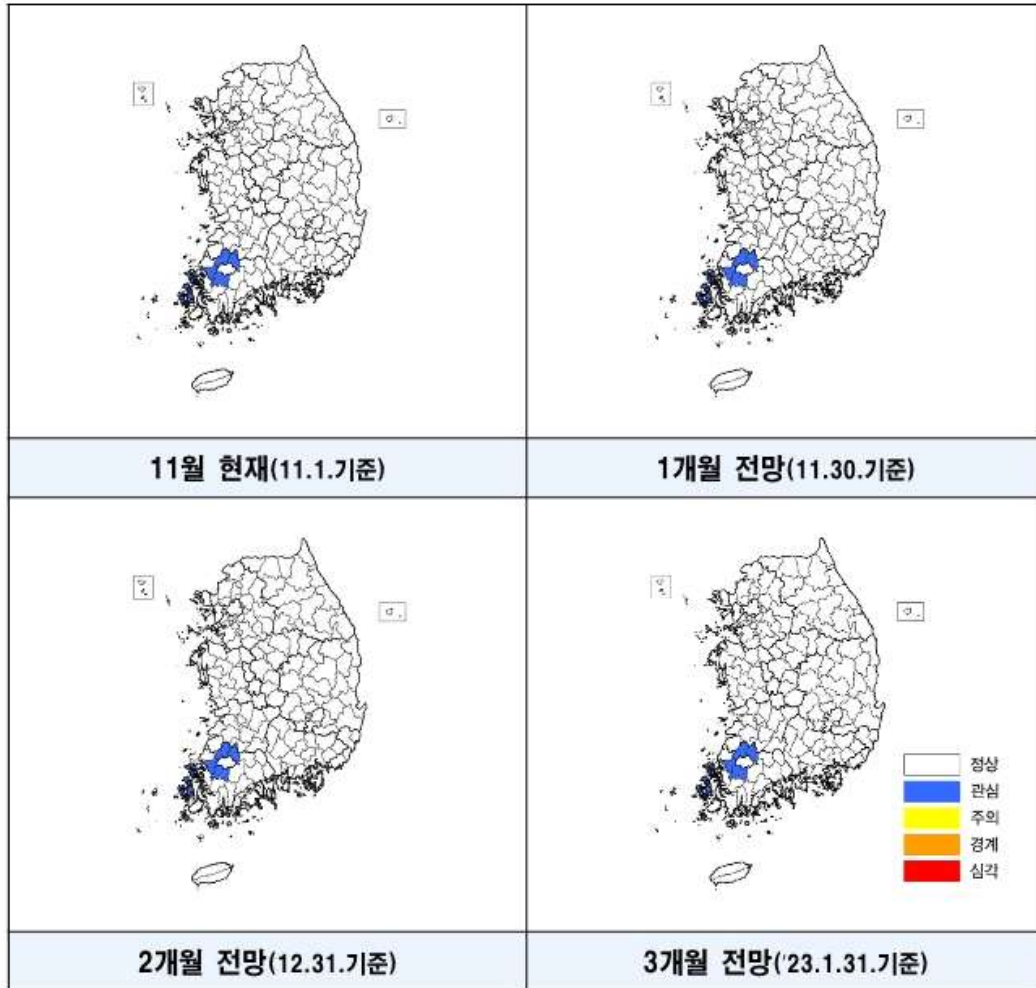 11월 현재(11.1.기준)
1개월 전망(11.30.기준)
정상
관심
주의
경계
심각
2개월 전망(12.31.기준)
3개월 전망('23.1.31.기준)